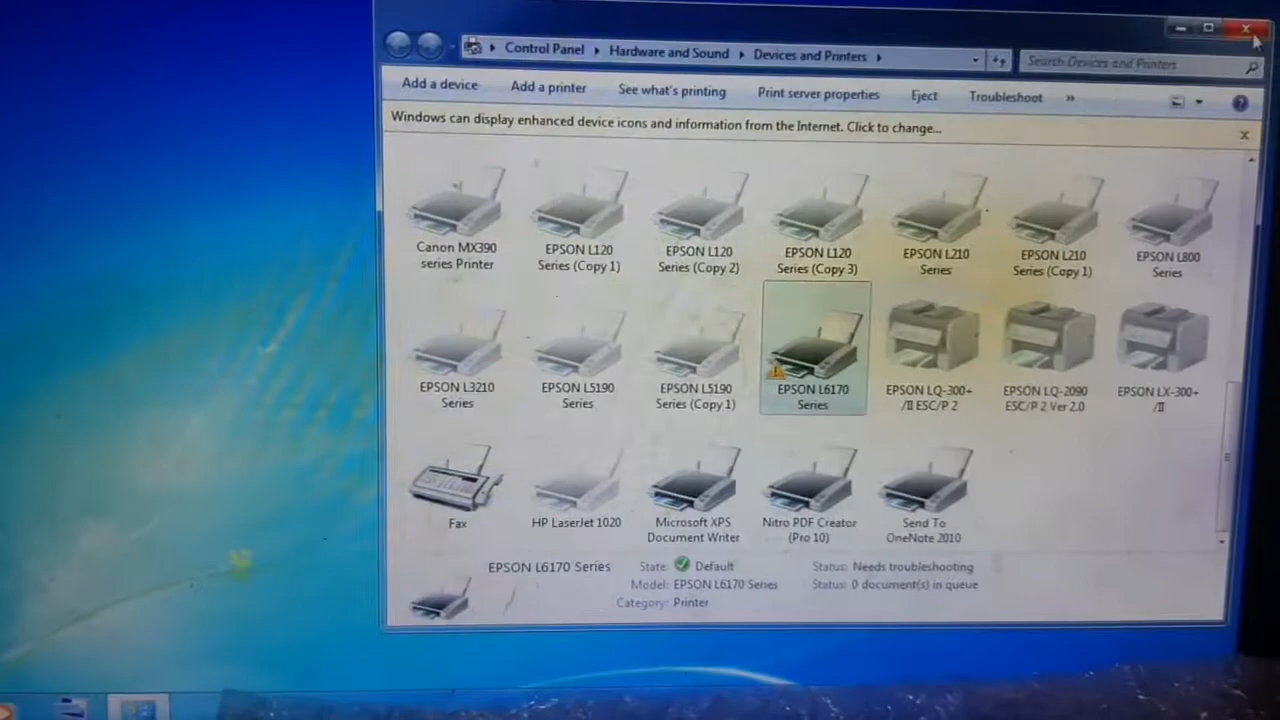 Control Panel Hardware and Sound Devices and Printers
Search Devices and Printers
Add a device Add a printer See what's printing Print server properties Eject Troubleshoot »
Windows can display enhanced device icons and information from the Internet. Click to change...
Canon MX390
series Printer
EPSON L120
Series (Copy 1)
EPSON L120
Series (Copy 2)
EPSON L120
Series (Copy 3)
EPSON L210
Series
EPSON L210
Series (Copy 1)
EPSON L800
Series
EPSON L3210
Series
EPSON L5190
Series
EPSON L5190
Series (Copy 1)
EPSON L6170
Series
EPSON LQ-300+
/II ESC/P 2
EPSON LQ-2090
ESC/P 2 Ver 2.0
EPSON LX-300+
/II
Fax
HP LaserJet 1020
Microsoft XPS
Document Writer
Nitro PDF Creator
(Pro 10)
Send To
OneNote 2010
EPSON L6170 Series State: Default Status: Needs troubleshooting
Model: EPSON L6170 Series Status: 0 document(s) in queue
Category: Printer